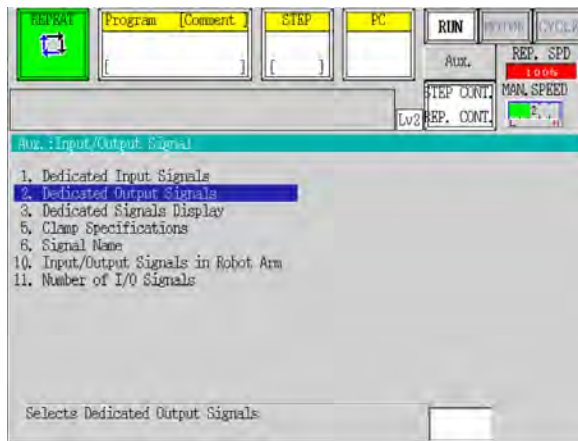 REPEAT
Program [Comment ]
[ ]
STEP
[ ]
PC
RUN
CYCLE
Aux.
REP. SPD
100%
STEP CONT.
REP. CONT.
MAN. SPEED
2
Lv2
Aux.:Input/Output Signal
1. Dedicated Input Signals
2. Dedicated Output Signals
3. Dedicated Signals Display
5. Clamp Specifications
6. Signal Name
10. Input/Output Signals in Robot Arm
11. Number of I/O Signals
Selects Dedicated Output Signals